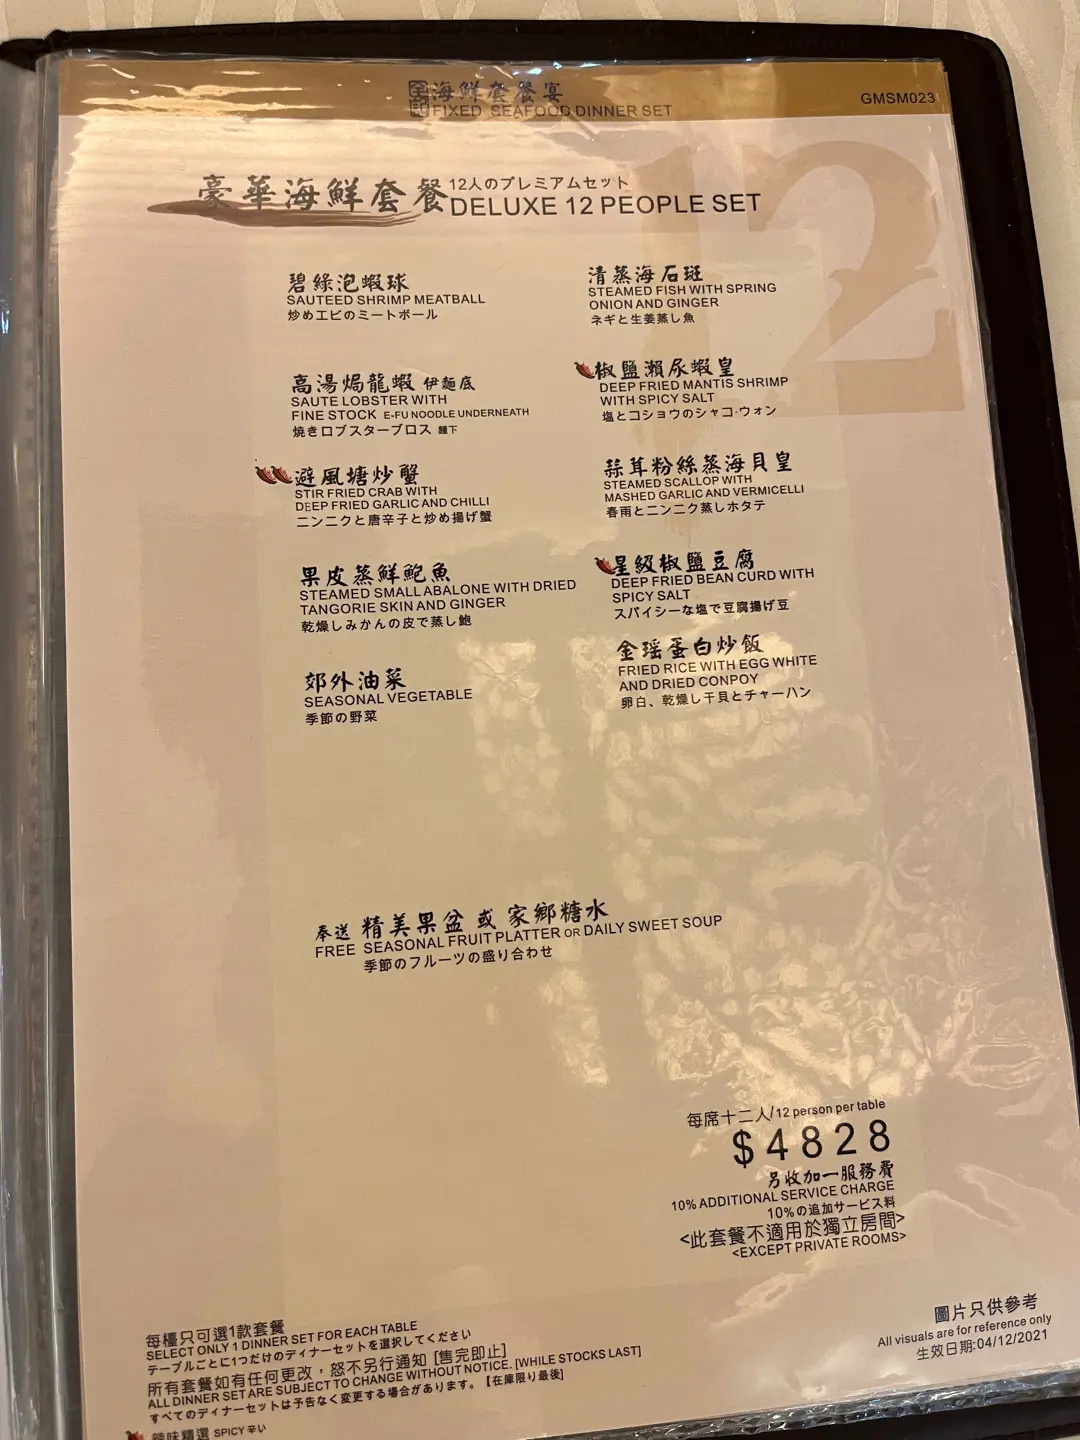 全包海鮮套餐宴
FIXED SEAFOOD DINNER SET
GMSM023
12
豪華海鮮套餐
12人のプレミアムセット
DELUXE 12 PEOPLE SET
碧綠泡蝦球
SAUTEED SHRIMP MEATBALL
炒めエビのミートボール
高湯焗龍蝦 伊麵底
SAUTE LOBSTER WITH
FINE STOCK E-FU NOODLE UNDERNEATH
焼きロブスターブロス 麵下
避風塘炒蟹
STIR FRIED CRAB WITH
DEEP FRIED GARLIC AND CHILLI
ニンニクと唐辛子と炒め揚げ蟹
果皮蒸鮮鮑魚
STEAMED SMALL ABALONE WITH DRIED
TANGORIE SKIN AND GINGER
乾燥しみかんの皮で蒸し鮑
郊外油菜
SEASONAL VEGETABLE
季節の野菜
清蒸海石斑
STEAMED FISH WITH SPRING
ONION AND GINGER
ネギと生姜蒸し魚
椒鹽瀨尿蝦皇
DEEP FRIED MANTIS SHRIMP
WITH SPICY SALT
塩とコショウのシャコ·ウォン
蒜茸粉絲蒸海貝皇
STEAMED SCALLOP WITH
MASHED GARLIC AND VERMICELLI
春雨とニンニク蒸しホタテ
星級椒鹽豆腐
DEEP FRIED BEAN CURD WITH
SPICY SALT
スパイシーな塩で豆腐揚げ豆
金瑤蛋白炒飯
FRIED RICE WITH EGG WHITE
AND DRIED CONPOY
卵白、乾燥し干貝とチャーハン
奉送 精美果盆 或 家鄉糖水
FREE SEASONAL FRUIT PLATTER OR DAILY SWEET SOUP
季節のフルーツの盛り合わせ
每席十二人/12 person per table
$4828
另收加一服務費
10% ADDITIONAL SERVICE CHARGE
10%の追加サービス料
<此套餐不適用於獨立房間>
<EXCEPT PRIVATE ROOMS>
每檯只可選1款套餐
SELECT ONLY 1 DINNER SET FOR EACH TABLE
テーブルごとに1つだけのディナーセットを選択してください
所有套餐如有任何更改，恕不另行通知 [售完即止]
ALL DINNER SET ARE SUBJECT TO CHANGE WITHOUT NOTICE. [WHILE STOCKS LAST]
すべてのディナーセットは予告なく変更する場合があります。【在庫限り最後】
辣味精選 SPICY 辛い
圖片只供參考
All visuals are for reference only
生效日期:04/12/2021